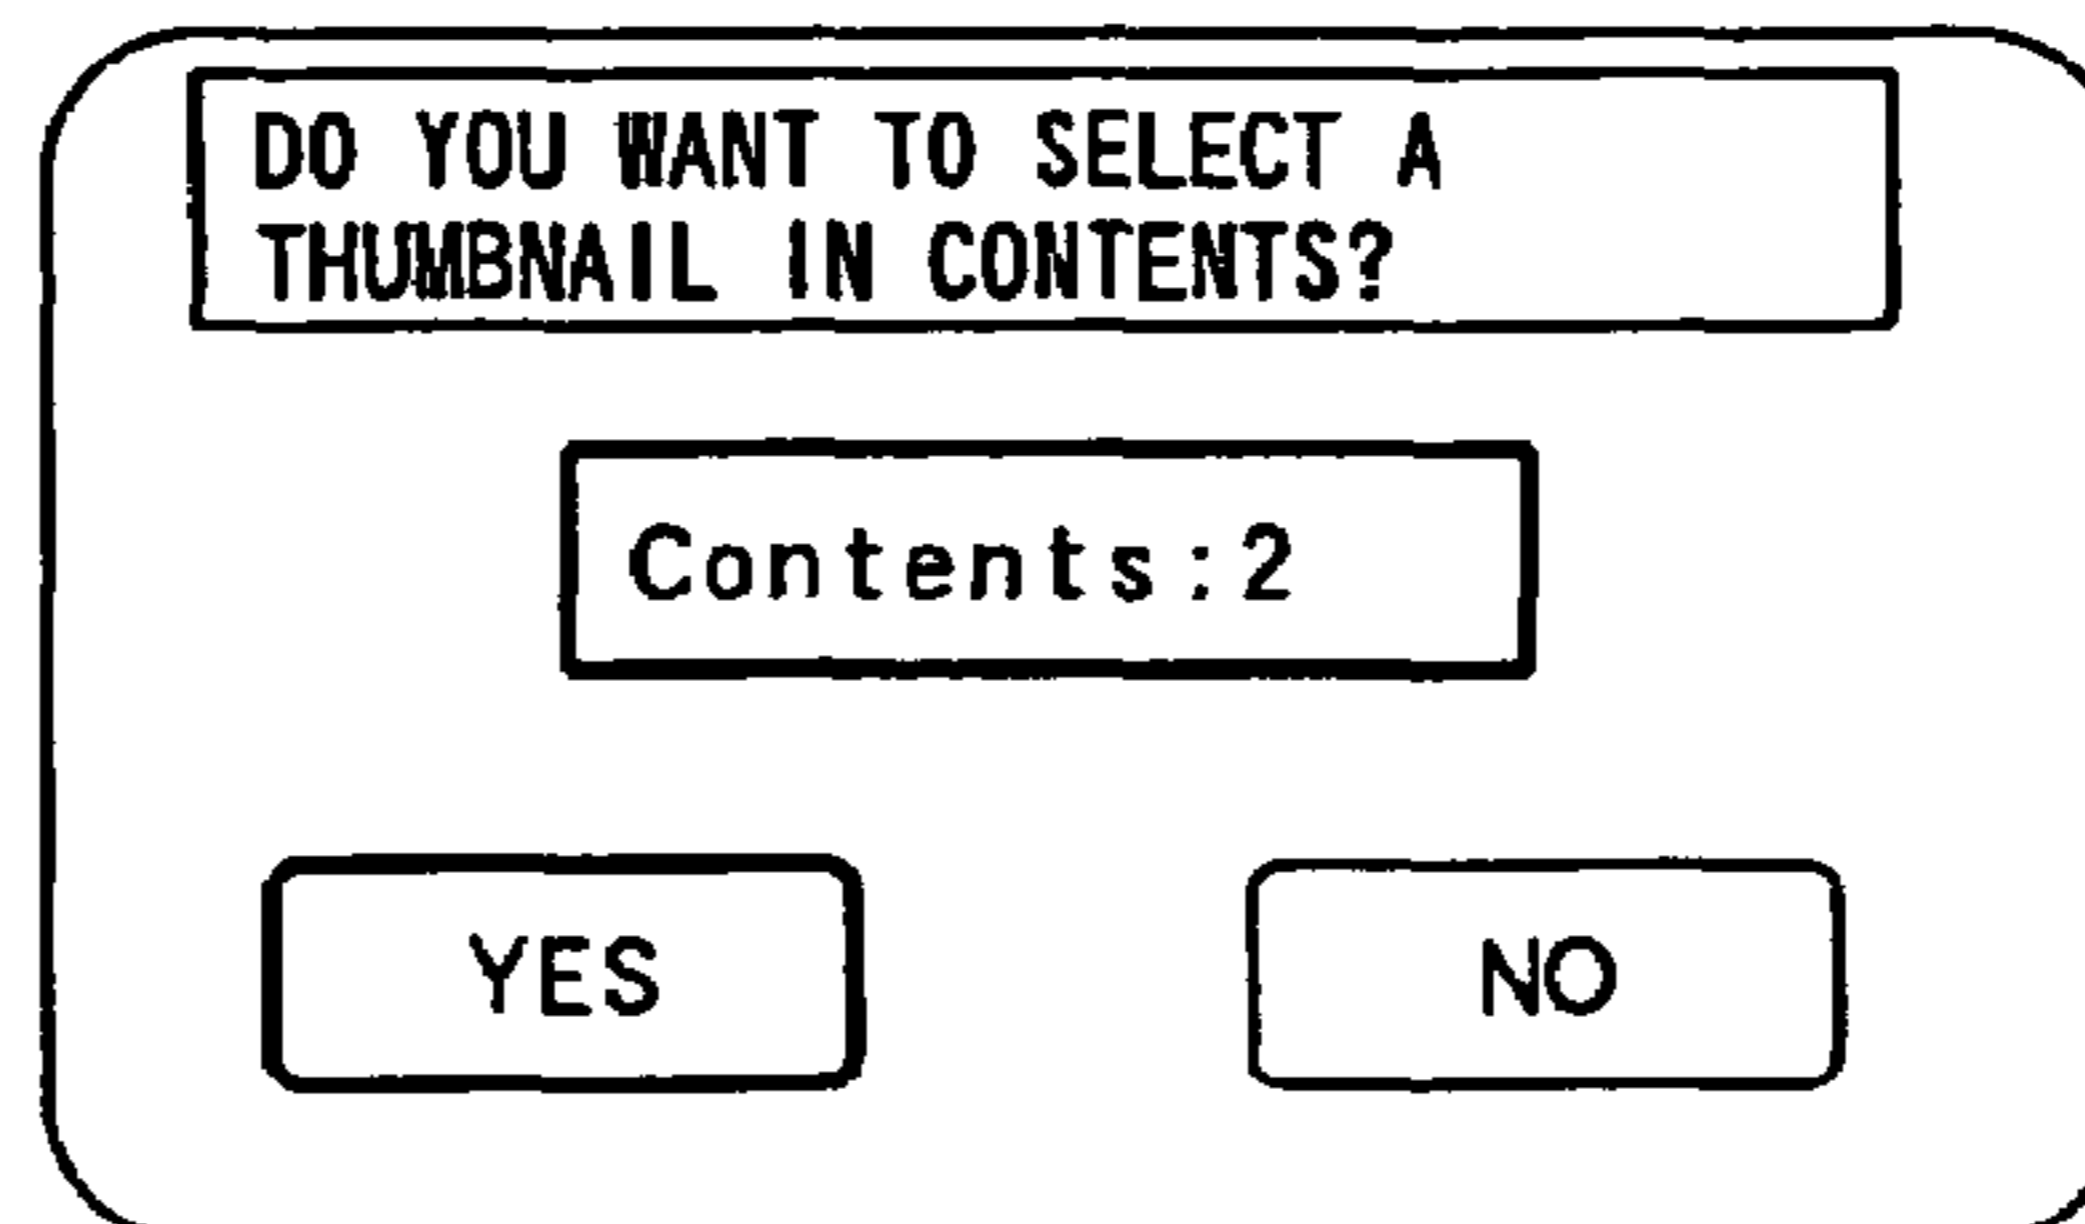 DO YOU WANT TO SELECT A
THUMBNAIL IN CONTENTS?
Contents:2
YES
NO